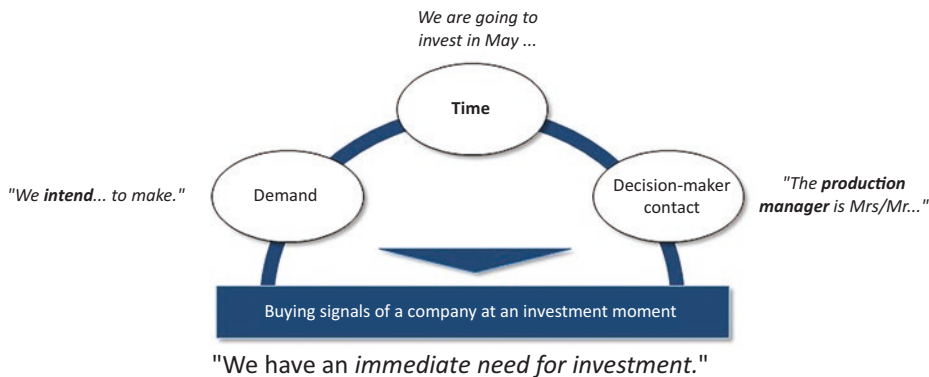 We are going to
invest in May ...
Time
"We intend... to make."
Demand
Decision-maker
contact
"The production
manager is Mrs/Mr..."
Buying signals of a company at an investment moment
"We have an immediate need for investment."